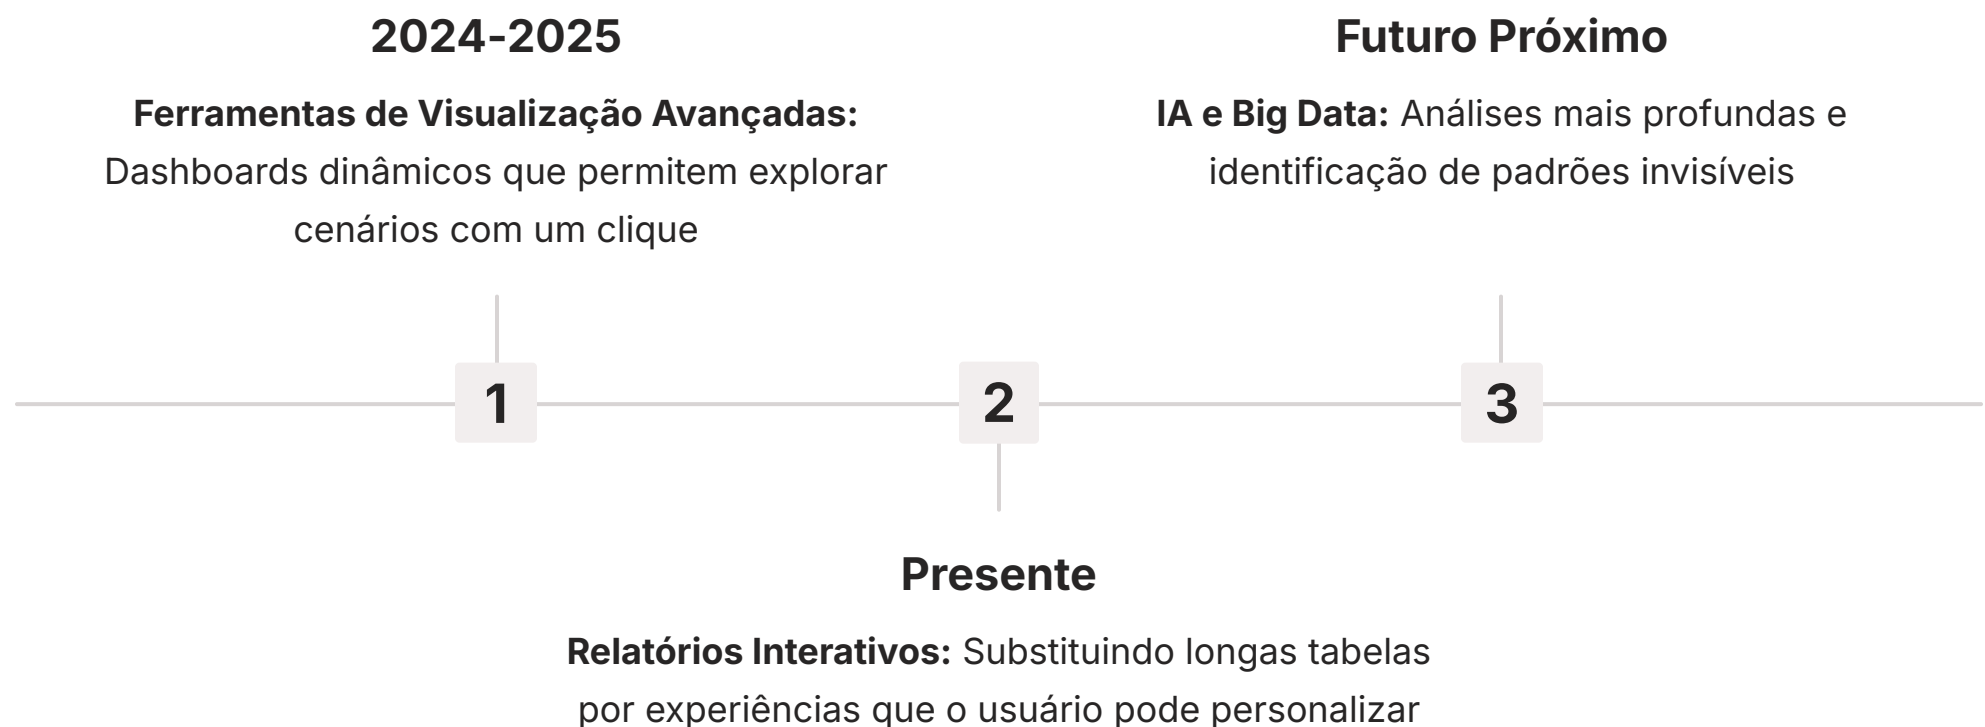 2024-2025
Ferramentas de Visualização Avançadas:
Dashboards dinâmicos que permitem explorar
cenários com um clique
Futuro Próximo
IA e Big Data: Análises mais profundas e
identificação de padrões invisíveis
1
2
3
Presente
Relatórios Interativos: Substituindo longas tabelas
por experiências que o usuário pode personalizar